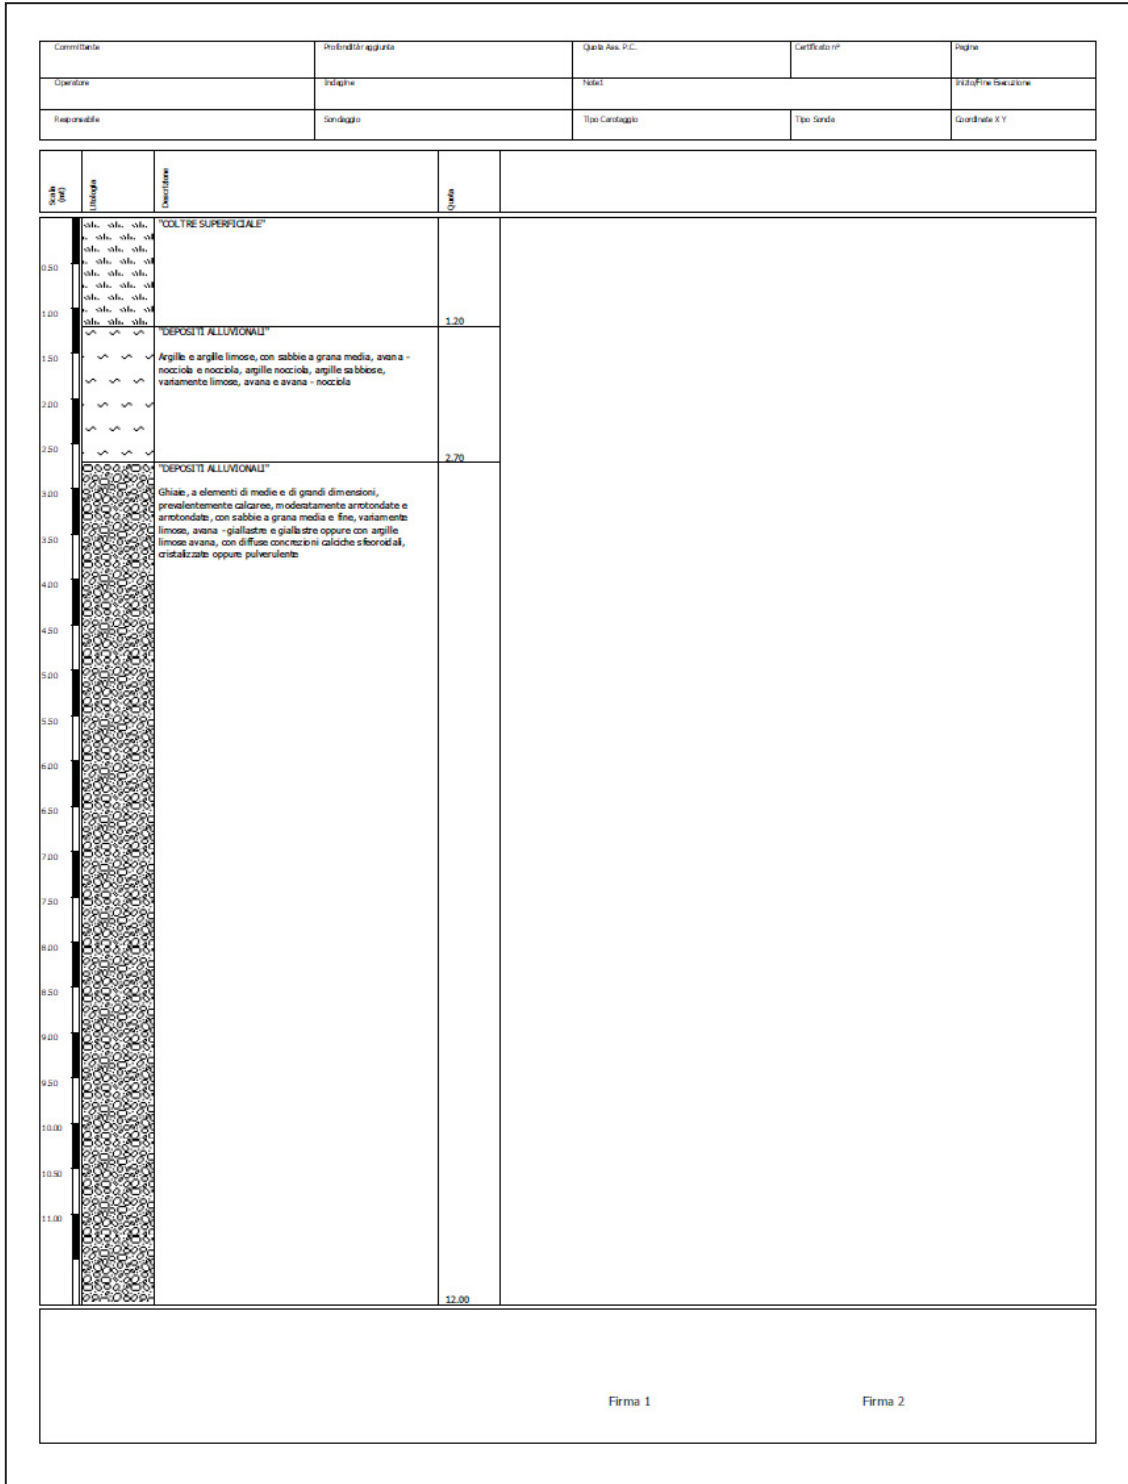 Committente
Profondità raggiunta
Quota Ass. P.C.
Certificato n°
Pagina
Operatore
Indagine
Note1
Inizio/Fine Esecuzione
Responsabile
Sondaggio
Tipo Carotaggio
Tipo Sonda
Coordinate X Y
Scala
(mt)
Litologia
Descrizione
Quota
"COLTRE SUPERFICIALE"
0.50
1.00
1.20
"DEPOSITI ALLUVIONALI"
Argille e argille limose, con sabbie a grana media, avana -
nocciola e nocciola, argille nocciola, argille sabbiose,
variamente limose, avana e avana - nocciola
1.50
2.00
2.50
2.70
"DEPOSITI ALLUVIONALI"
Ghiaie, a elementi di medie e di grandi dimensioni,
prevalentemente calcaree, moderatamente arrotondate e
arrotondate, con sabbie a grana media e fine, variamente
limose, avana - giallastre e giallastre oppure con argille
limose avana, con diffuse concrezioni calciche sferoidali,
cristalizzate oppure pulverulente
3.00
3.50
4.00
4.50
5.00
5.50
6.00
6.50
7.00
7.50
8.00
8.50
9.00
9.50
10.00
10.50
11.00
12.00
Firma 1
Firma 2